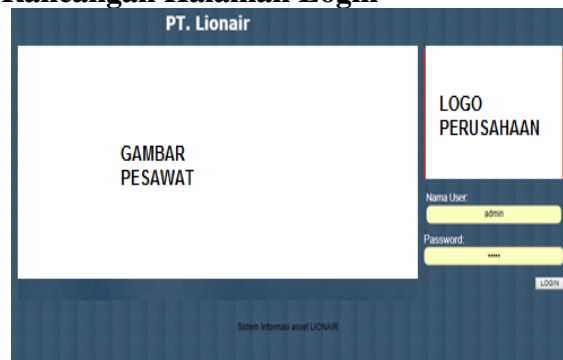 Rancangan Halaman Login
PT. Lionair
GAMBAR
PESAWAT
LOGO
PERUSAHAAN
Nama User:
admin
Password:
•••••
LOGIN
Sistem Informasi asset LIONAIR